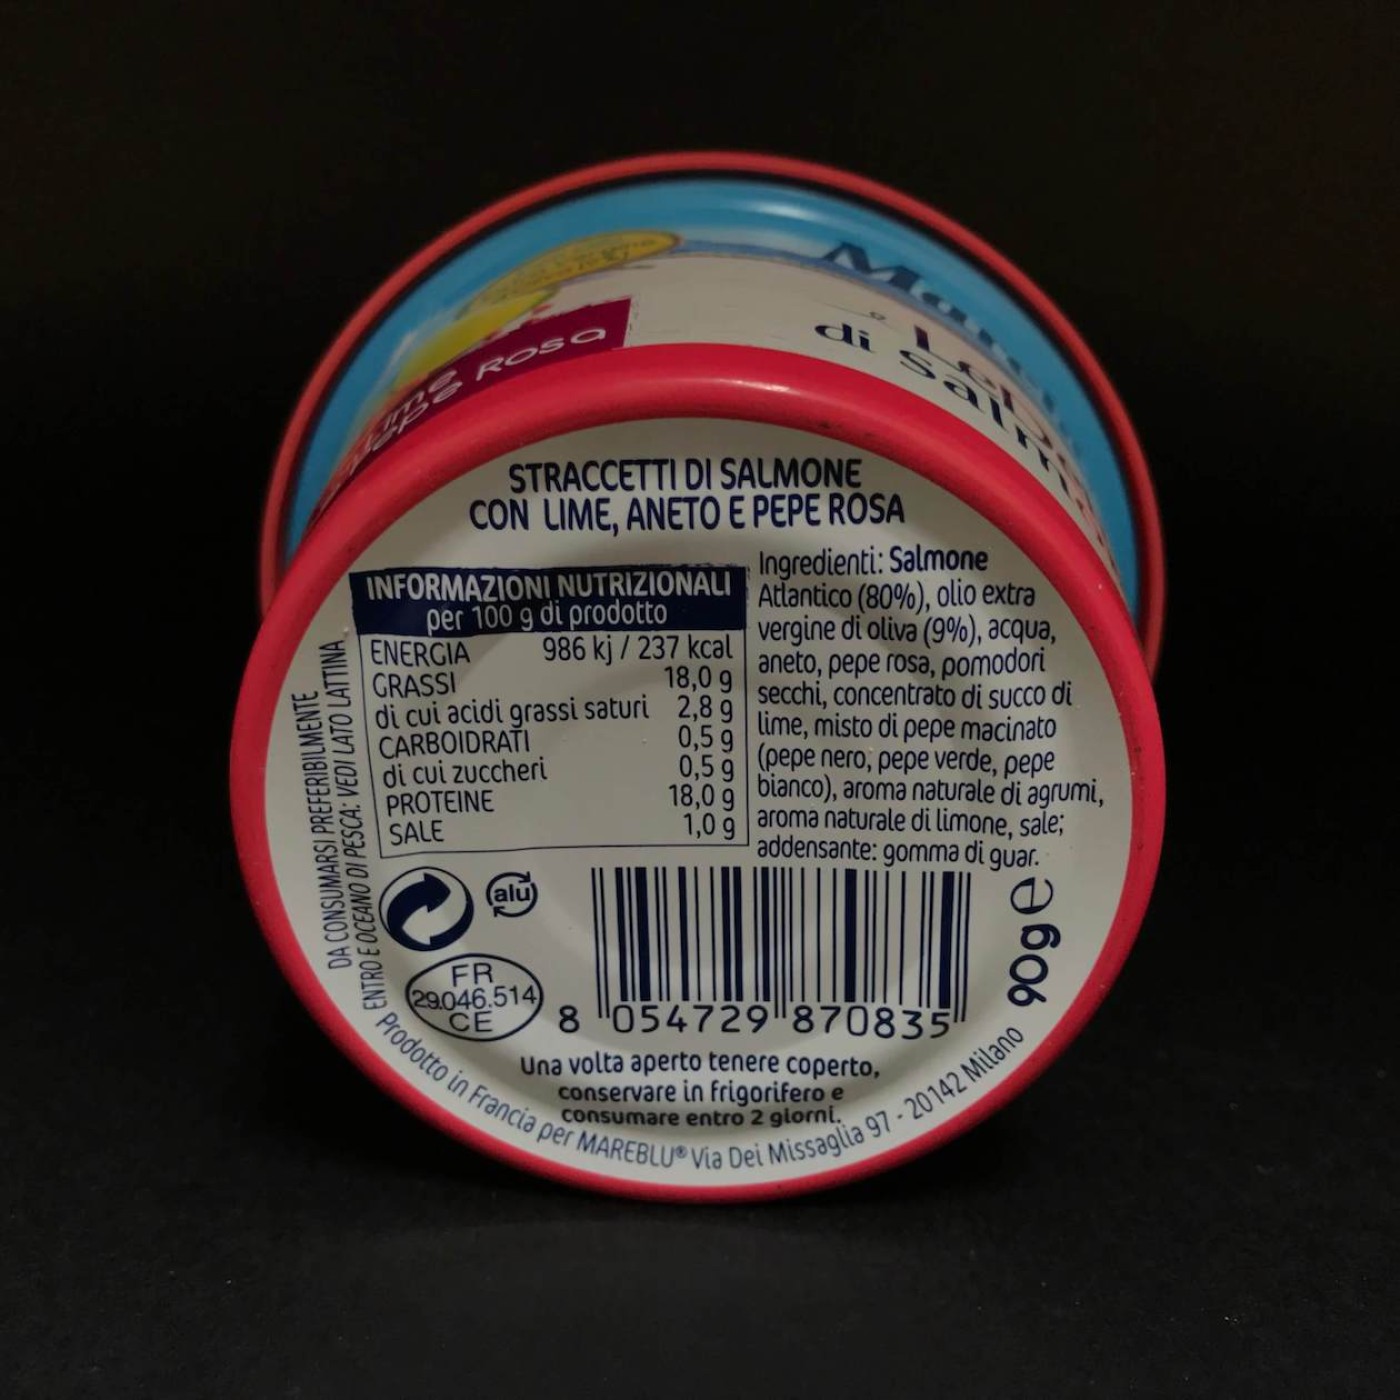 di Salmone
Lime
Pepe Rosa
STRACCETTI DI SALMONE
CON LIME, ANETO E PEPE ROSA
INFORMAZIONI NUTRIZIONALI
per 100 g di prodotto
ENERGIA 986 kj / 237 kcal
GRASSI 18,0 g
di cui acidi grassi saturi 2,8 g
CARBOIDRATI 0,5 g
di cui zuccheri 0,5 g
PROTEINE 18,0 g
SALE 1,0 g
Ingredienti: Salmone
Atlantico (80%), olio extra
vergine di oliva (9%), acqua,
aneto, pepe rosa, pomodori
secchi, concentrato di succo di
lime, misto di pepe macinato
(pepe nero, pepe verde, pepe
bianco), aroma naturale di agrumi,
aroma naturale di limone, sale;
addensante: gomma di guar.
DA CONSUMARSI PREFERIBILMENTE
ENTRO E OCEANO DI PESCA: VEDI LATO LATTINA
alu
FR
29.046.514
CE
8 054729 870835
90g e
Una volta aperto tenere coperto,
conservare in frigorifero e
consumare entro 2 giorni.
Prodotto in Francia per MAREBLU® Via Dei Missaglia 97 - 20142 Milano